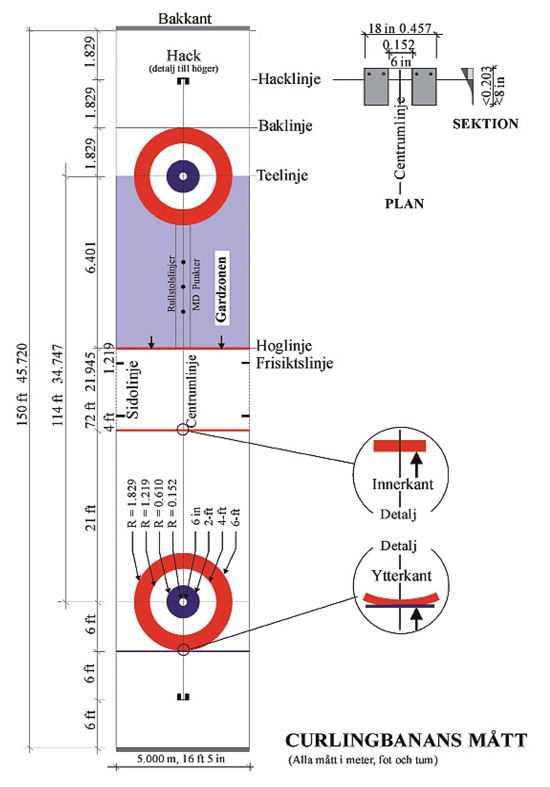 Bakkant
Hack
(detalj till höger)
Hacklinje
Baklinje
Teelinje
Rullstolslinjer
MD Punkter
Gardzonen
Hoglinje
Frisiktslinje
Sidolinje
Centrumlinje
150 ft 45.720
114 ft 34.747
1.829
1.829
1.829
6.401
72 ft 21.945
4 ft 1.219
21 ft
6 ft
6 ft
6 ft
R = 1.829
R = 1.219
R = 0.610
R = 0.152
6 in
2-ft
4-ft
6-ft
5.000 m, 16 ft 5 in
18 in 0.457
0.152
6 in
Centrumlinje
<0.203
<8 in
SEKTION
PLAN
Innerkant
Detalj
Detalj
Ytterkant
CURLINGBANANS MÅTT
(Alla mått i meter, fot och tum)